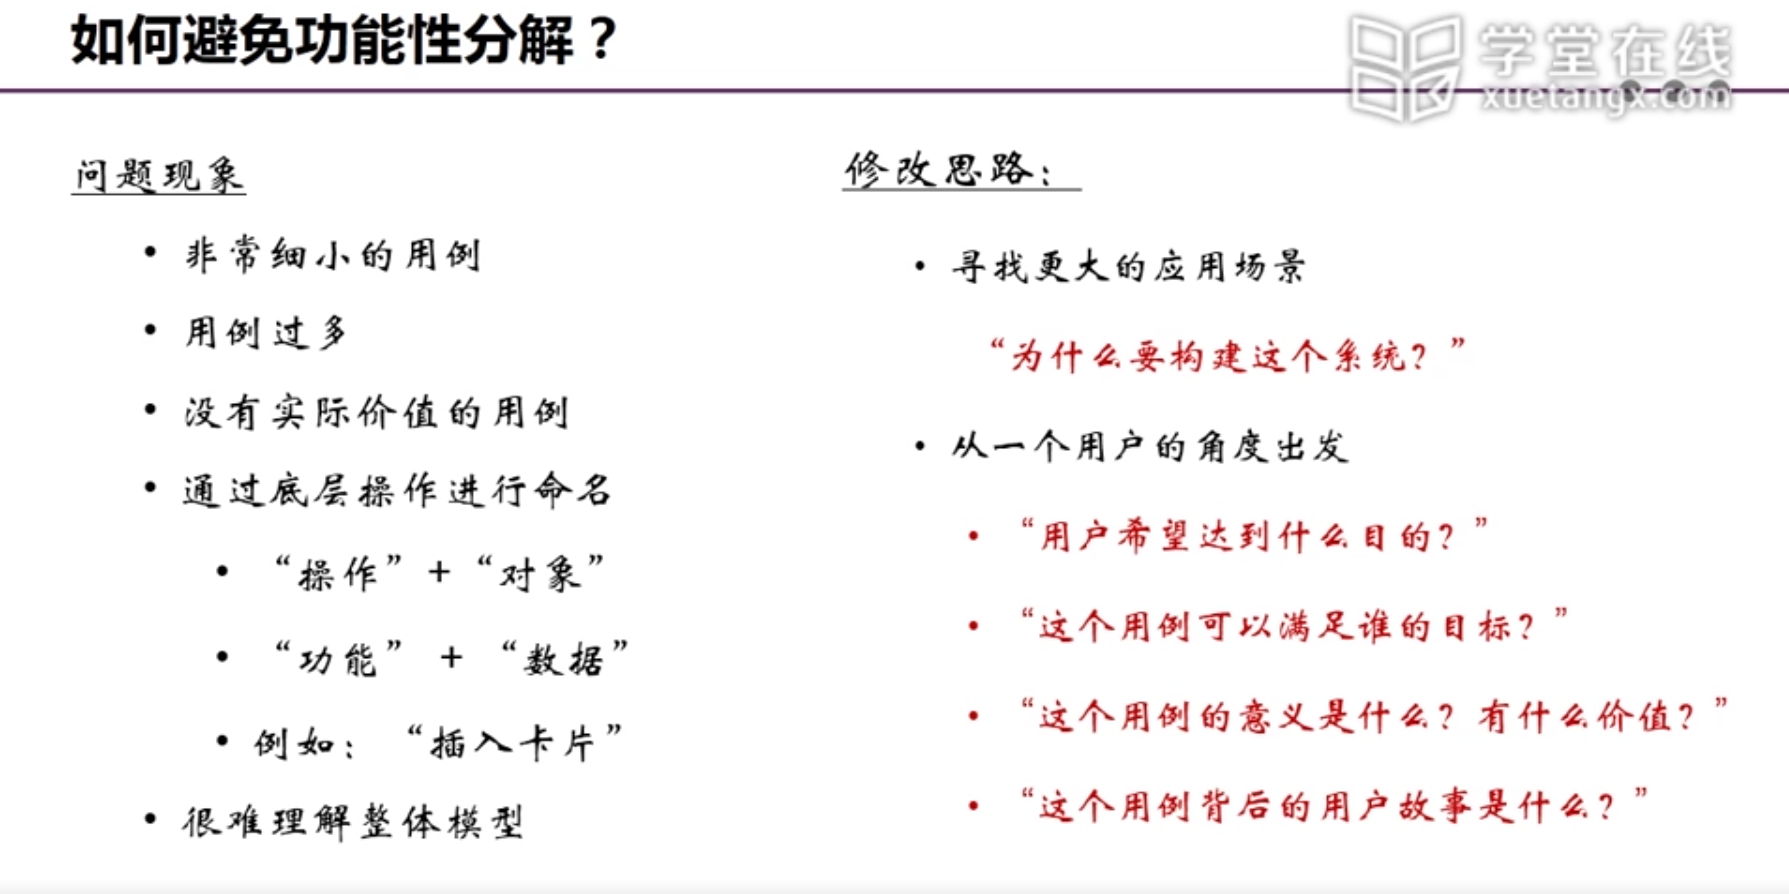 如何避免功能性分解？
学堂在线
xuetangx.com
问题现象
• 非常细小的用例
• 用例过多
• 没有实际价值的用例
• 通过底层操作进行命名
• “操作” + “对象”
• “功能” + “数据”
• 例如：“插入卡片”
• 很难理解整体模型
修改思路：
• 寻找更大的应用场景
“为什么要构建这个系统？”
• 从一个用户的角度出发
• “用户希望达到什么目的？”
• “这个用例可以满足谁的目标？”
• “这个用例的意义是什么？有什么价值？”
• “这个用例背后的用户故事是什么？”